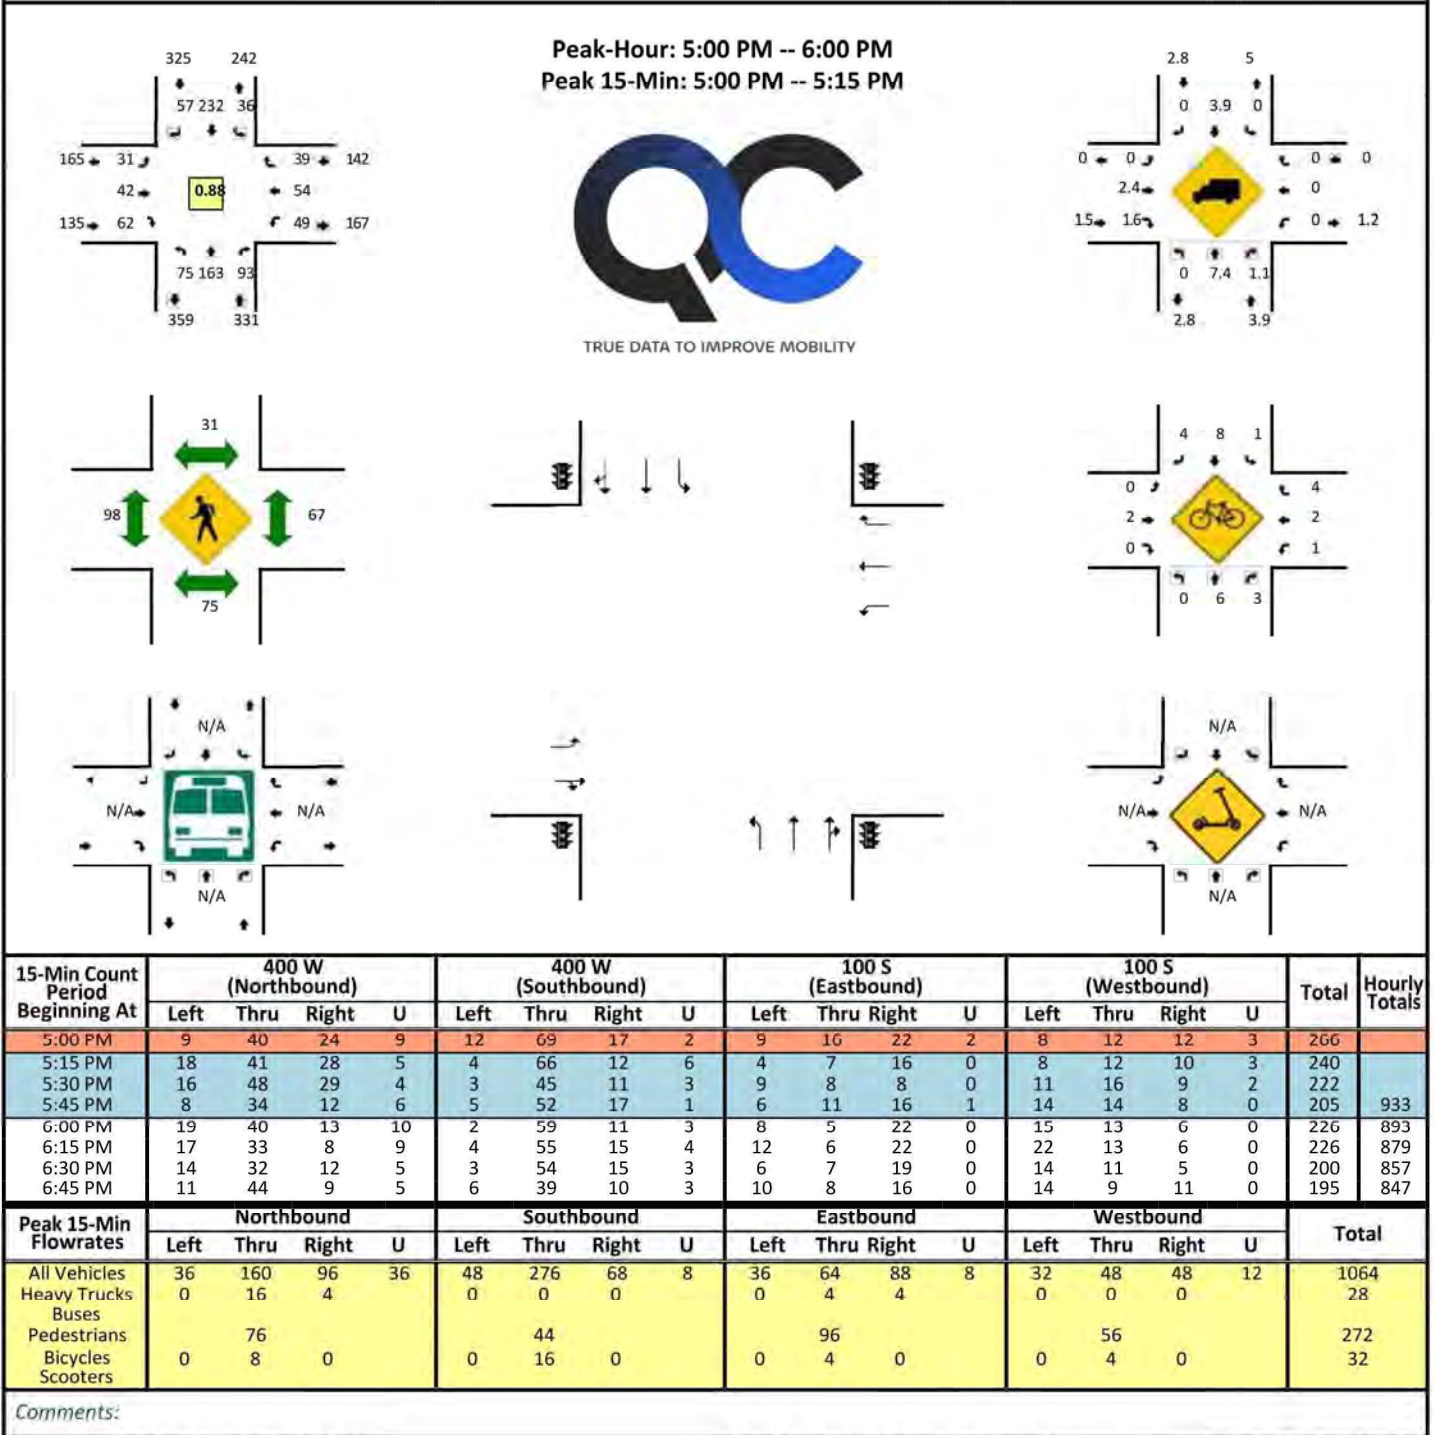 Peak-Hour: 5:00 PM -- 6:00 PM
Peak 15-Min: 5:00 PM -- 5:15 PM
325 242
57 232 36
165 31 39 142
42 0.88 54
135 62 49 167
75 163 93
359 331
QC
TRUE DATA TO IMPROVE MOBILITY
2.8 5
0 3.9 0
0 0 0 0
2.4 0
1.5 1.6 0 1.2
0 7.4 1.1
2.8 3.9
31
98 67
75
4 8 1
0 4
2 2
0 1
0 6 3
N/A
N/A N/A
N/A
N/A
N/A N/A
N/A
15-Min Count Period Beginning At 400 W (Northbound) 400 W (Southbound) 100 S (Eastbound) 100 S (Westbound) Total Hourly Totals
Left Thru Right U Left Thru Right U Left Thru Right U Left Thru Right U
5:00 PM 9 40 24 9 12 69 17 2 9 16 22 2 8 12 12 3 266
5:15 PM 18 41 28 5 4 66 12 6 4 7 16 0 8 12 10 3 240
5:30 PM 16 48 29 4 3 45 11 3 9 8 8 0 11 16 9 2 222
5:45 PM 8 34 12 6 5 52 17 1 6 11 16 1 14 14 8 0 205 933
6:00 PM 19 40 13 10 2 59 11 3 8 5 22 0 15 13 6 0 226 893
6:15 PM 17 33 8 9 4 55 15 4 12 6 22 0 22 13 6 0 226 879
6:30 PM 14 32 12 5 3 54 15 3 6 7 19 0 14 11 5 0 200 857
6:45 PM 11 44 9 5 6 39 10 3 10 8 16 0 14 9 11 0 195 847
Peak 15-Min Flowrates Northbound Southbound Eastbound Westbound Total
Left Thru Right U Left Thru Right U Left Thru Right U Left Thru Right U
All Vehicles 36 160 96 36 48 276 68 8 36 64 88 8 32 48 48 12 1064
Heavy Trucks 0 16 4 0 0 0 0 4 4 0 0 0 28
Buses
Pedestrians 76 44 96 56 272
Bicycles 0 8 0 0 16 0 0 4 0 0 4 0 32
Scooters
Comments: